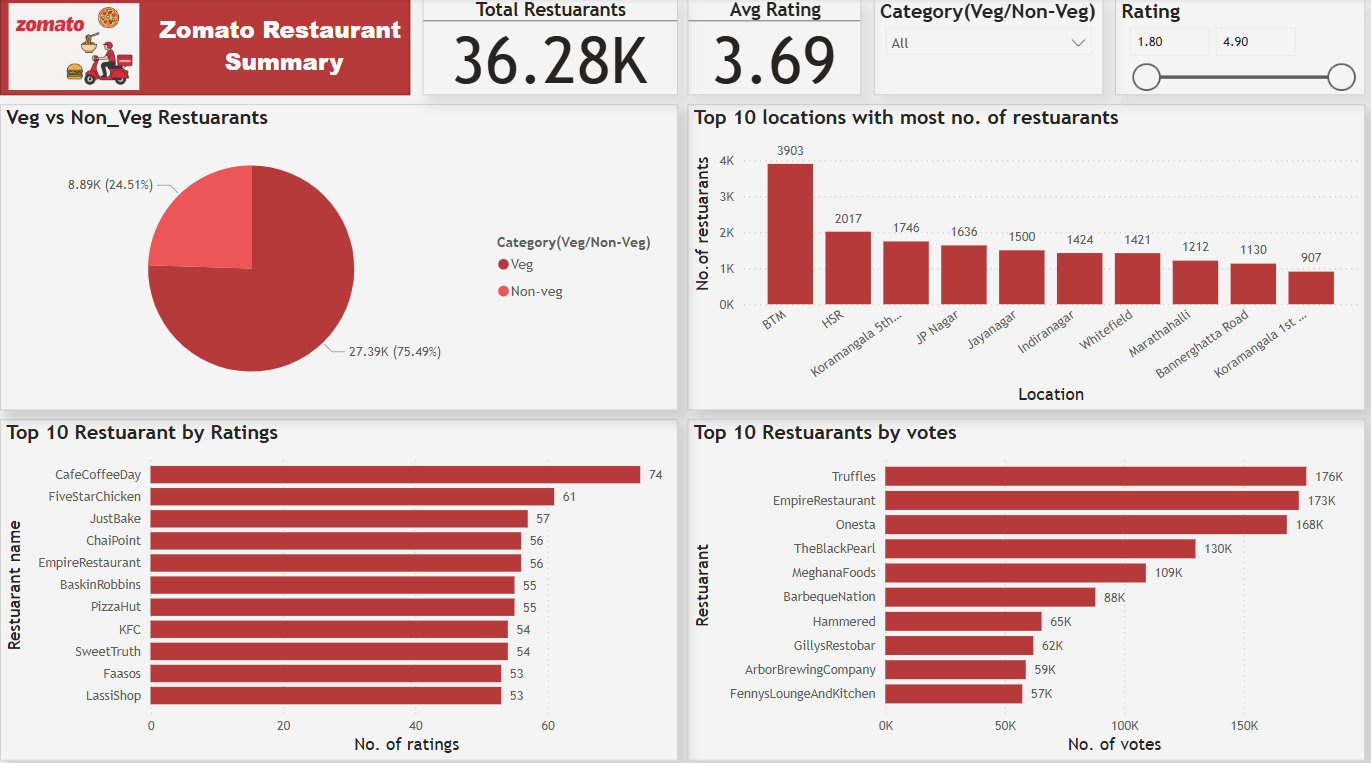 zomato
Zomato Restaurant
Summary
Total Restuarants
36.28K
Avg Rating
3.69
Category(Veg/Non-Veg)
All
Rating
1.80
4.90
Veg vs Non_Veg Restuarants
8.89K (24.51%)
27.39K (75.49%)
Category(Veg/Non-Veg)
Veg
Non-veg
Top 10 locations with most no. of restuarants
No.of restuarants
4K
3K
2K
1K
0K
3903
2017
1746
1636
1500
1424
1421
1212
1130
907
BTM
HSR
Koramangala 5th...
JP Nagar
Jayanagar
Indiranagar
Whitefield
Marathahalli
Bannerghatta Road
Koramangala 1st ...
Location
Top 10 Restuarant by Ratings
Restuarant name
CafeCoffeeDay 74
FiveStarChicken 61
JustBake 57
ChaiPoint 56
EmpireRestaurant 56
BaskinRobbins 55
PizzaHut 55
KFC 54
SweetTruth 54
Faasos 53
LassiShop 53
0 20 40 60
No. of ratings
Top 10 Restuarants by votes
Restuarant
Truffles 176K
EmpireRestaurant 173K
Onesta 168K
TheBlackPearl 130K
MeghanaFoods 109K
BarbequeNation 88K
Hammered 65K
GillysRestobar 62K
ArborBrewingCompany 59K
FennysLoungeAndKitchen 57K
0K 50K 100K 150K
No. of votes